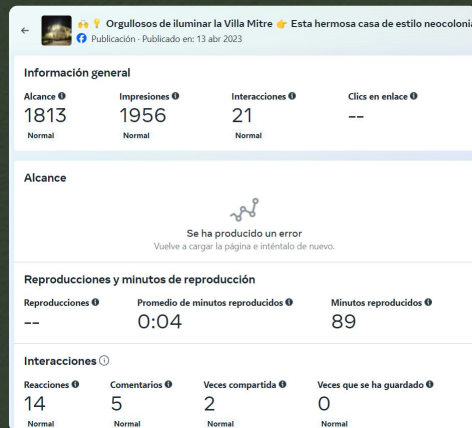 Orgullosos de iluminar la Villa Mitre 👉 Esta hermosa casa de estilo neocolonia
Publicación · Publicado en: 13 abr 2023
Información general
Alcance Impresiones Interacciones Clics en enlace
1813 1956 21 --
Normal Normal Normal
Alcance
Se ha producido un error
Vuelve a cargar la página e inténtalo de nuevo.
Reproducciones y minutos de reproducción
Reproducciones Promedio de minutos reproducidos Minutos reproducidos
-- 0:04 89
Interacciones
Reacciones Comentarios Veces compartida Veces que se ha guardado
14 5 2 0
Normal Normal Normal Normal